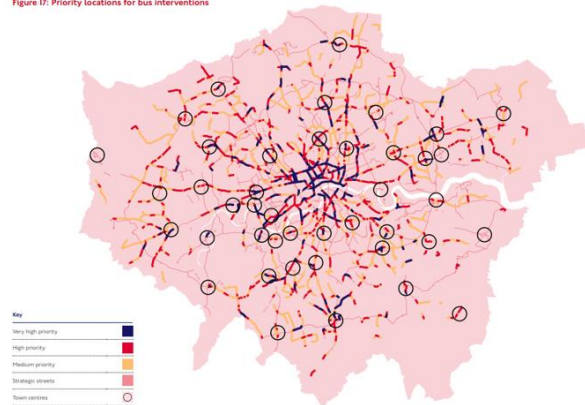 Figure 17: Priority locations for bus interventions
Key
Very high priority
High priority
Medium priority
Strategic streets
Town centres